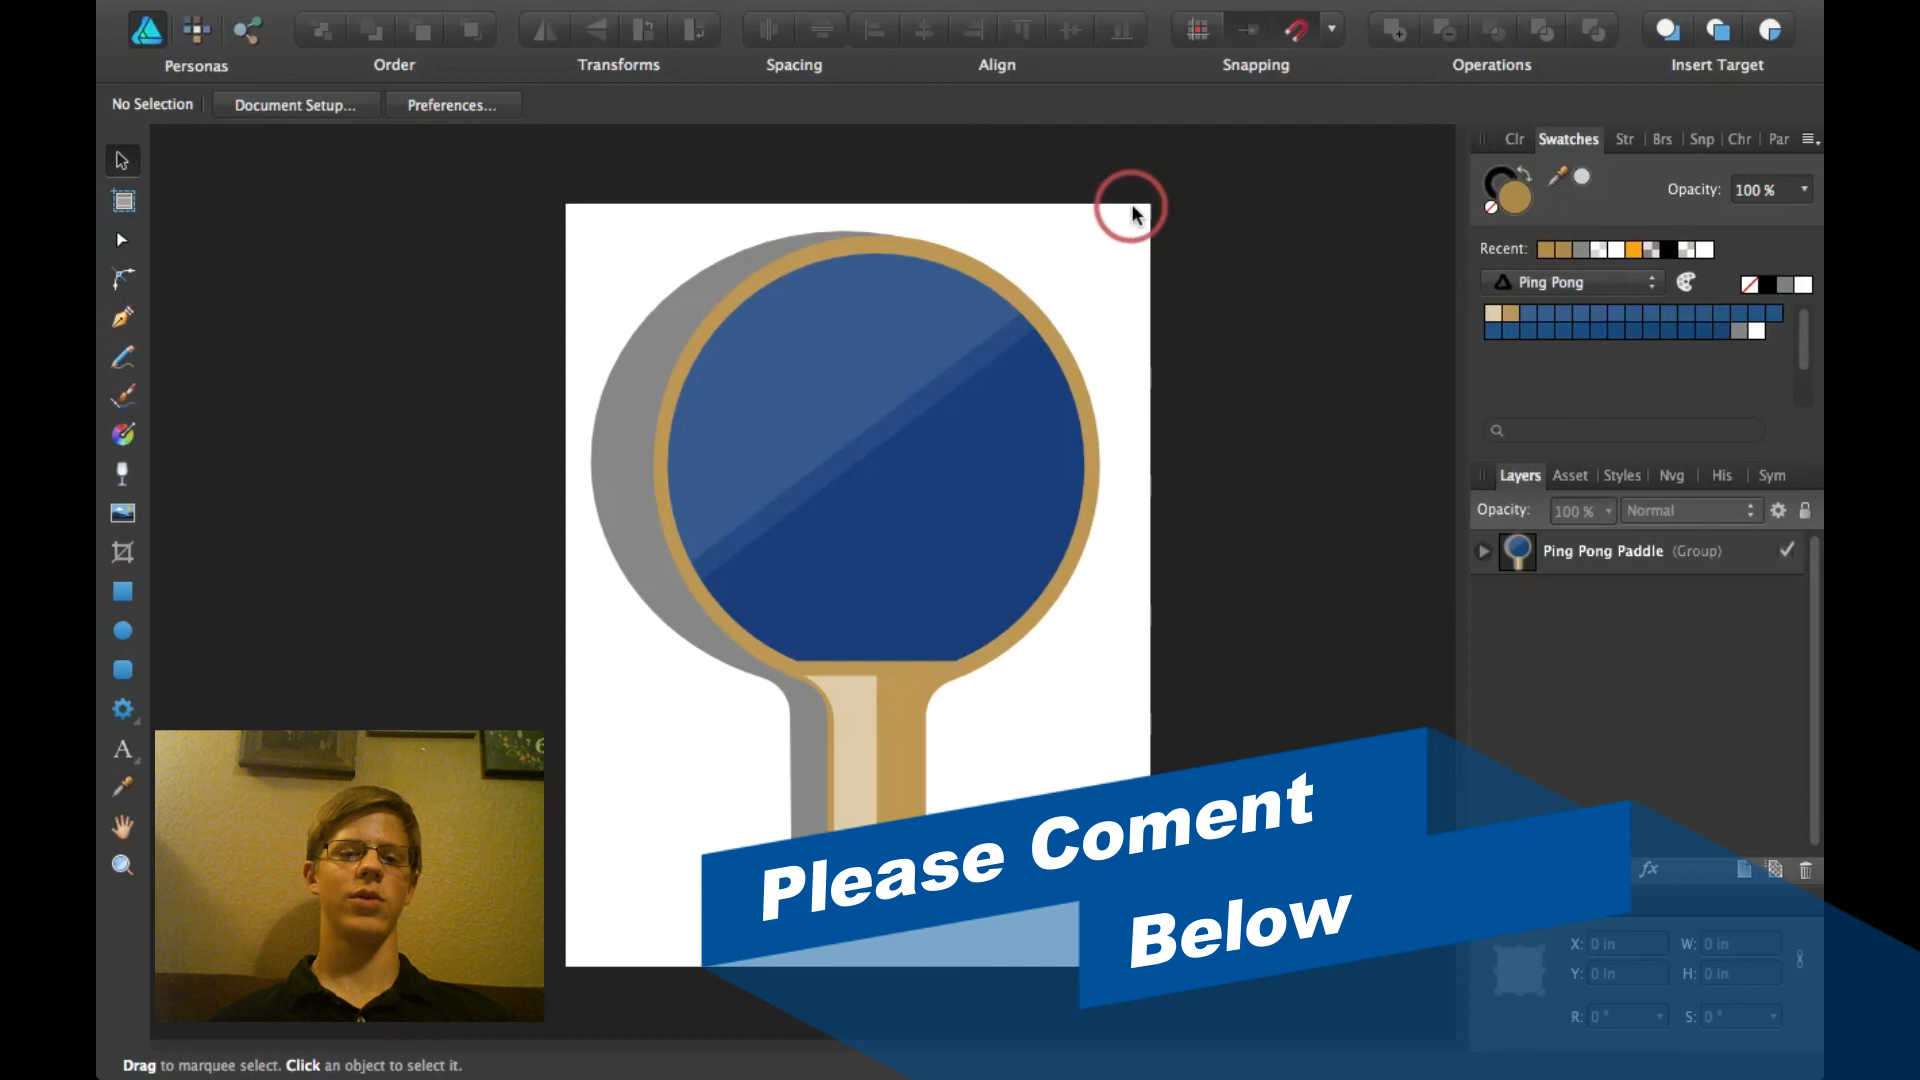 Personas
Order
Transforms
Spacing
Align
Snapping
Operations
Insert Target
No Selection
Document Setup...
Preferences...
Clr
Swatches
Str
Brs
Snp
Chr
Par
Opacity:
100 %
Recent:
Ping Pong
Layers
Asset
Styles
Nvg
His
Sym
Opacity:
100 %
Normal
Ping Pong Paddle (Group)
A
fx
Please Coment
Below
X: 0 in
W: 0 in
Y: 0 in
H: 0 in
R: 0 °
S: 0 °
Drag to marquee select. Click an object to select it.